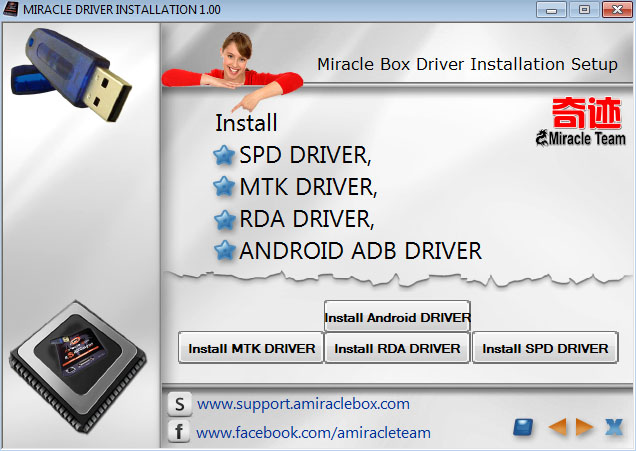 MIRACLE DRIVER INSTALLATION 1.00
Miracle Box Driver Installation Setup
Install
SPD DRIVER,
MTK DRIVER,
RDA DRIVER,
ANDROID ADB DRIVER
奇迹
Miracle Team
Install Android DRIVER
Install MTK DRIVER
Install RDA DRIVER
Install SPD DRIVER
S www.support.amiraclebox.com
f www.facebook.com/amiracleteam